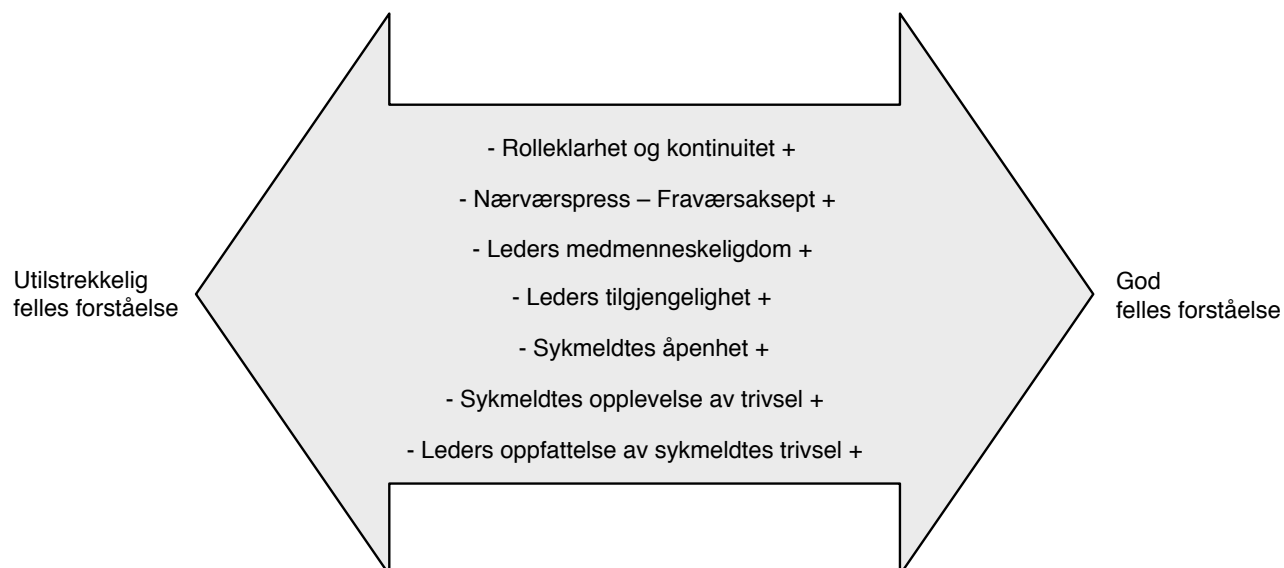 - Rolleklarhet og kontinuitet +
- Nærværspress – Fraværsaksept +
- Leders medmenneskeligdom +
- Leders tilgjengelighet +
- Sykmeldtes åpenhet +
- Sykmeldtes opplevelse av trivsel +
- Leders oppfattelse av sykmeldtes trivsel +
Utilstrekkelig
felles forståelse
God
felles forståelse